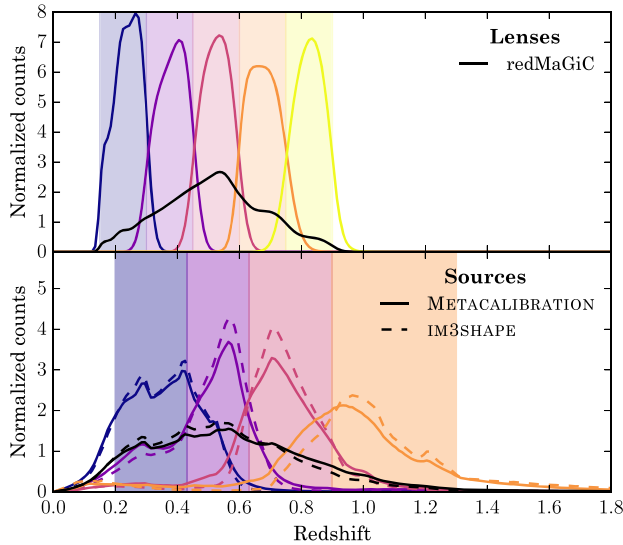 8
7
6
5
4
3
2
1
0
Normalized counts
Lenses
redMaGiC
5
4
3
2
1
0
Normalized counts
Sources
METACALIBRATION
IM3SHAPE
0.0 0.2 0.4 0.6 0.8 1.0 1.2 1.4 1.6 1.8
Redshift